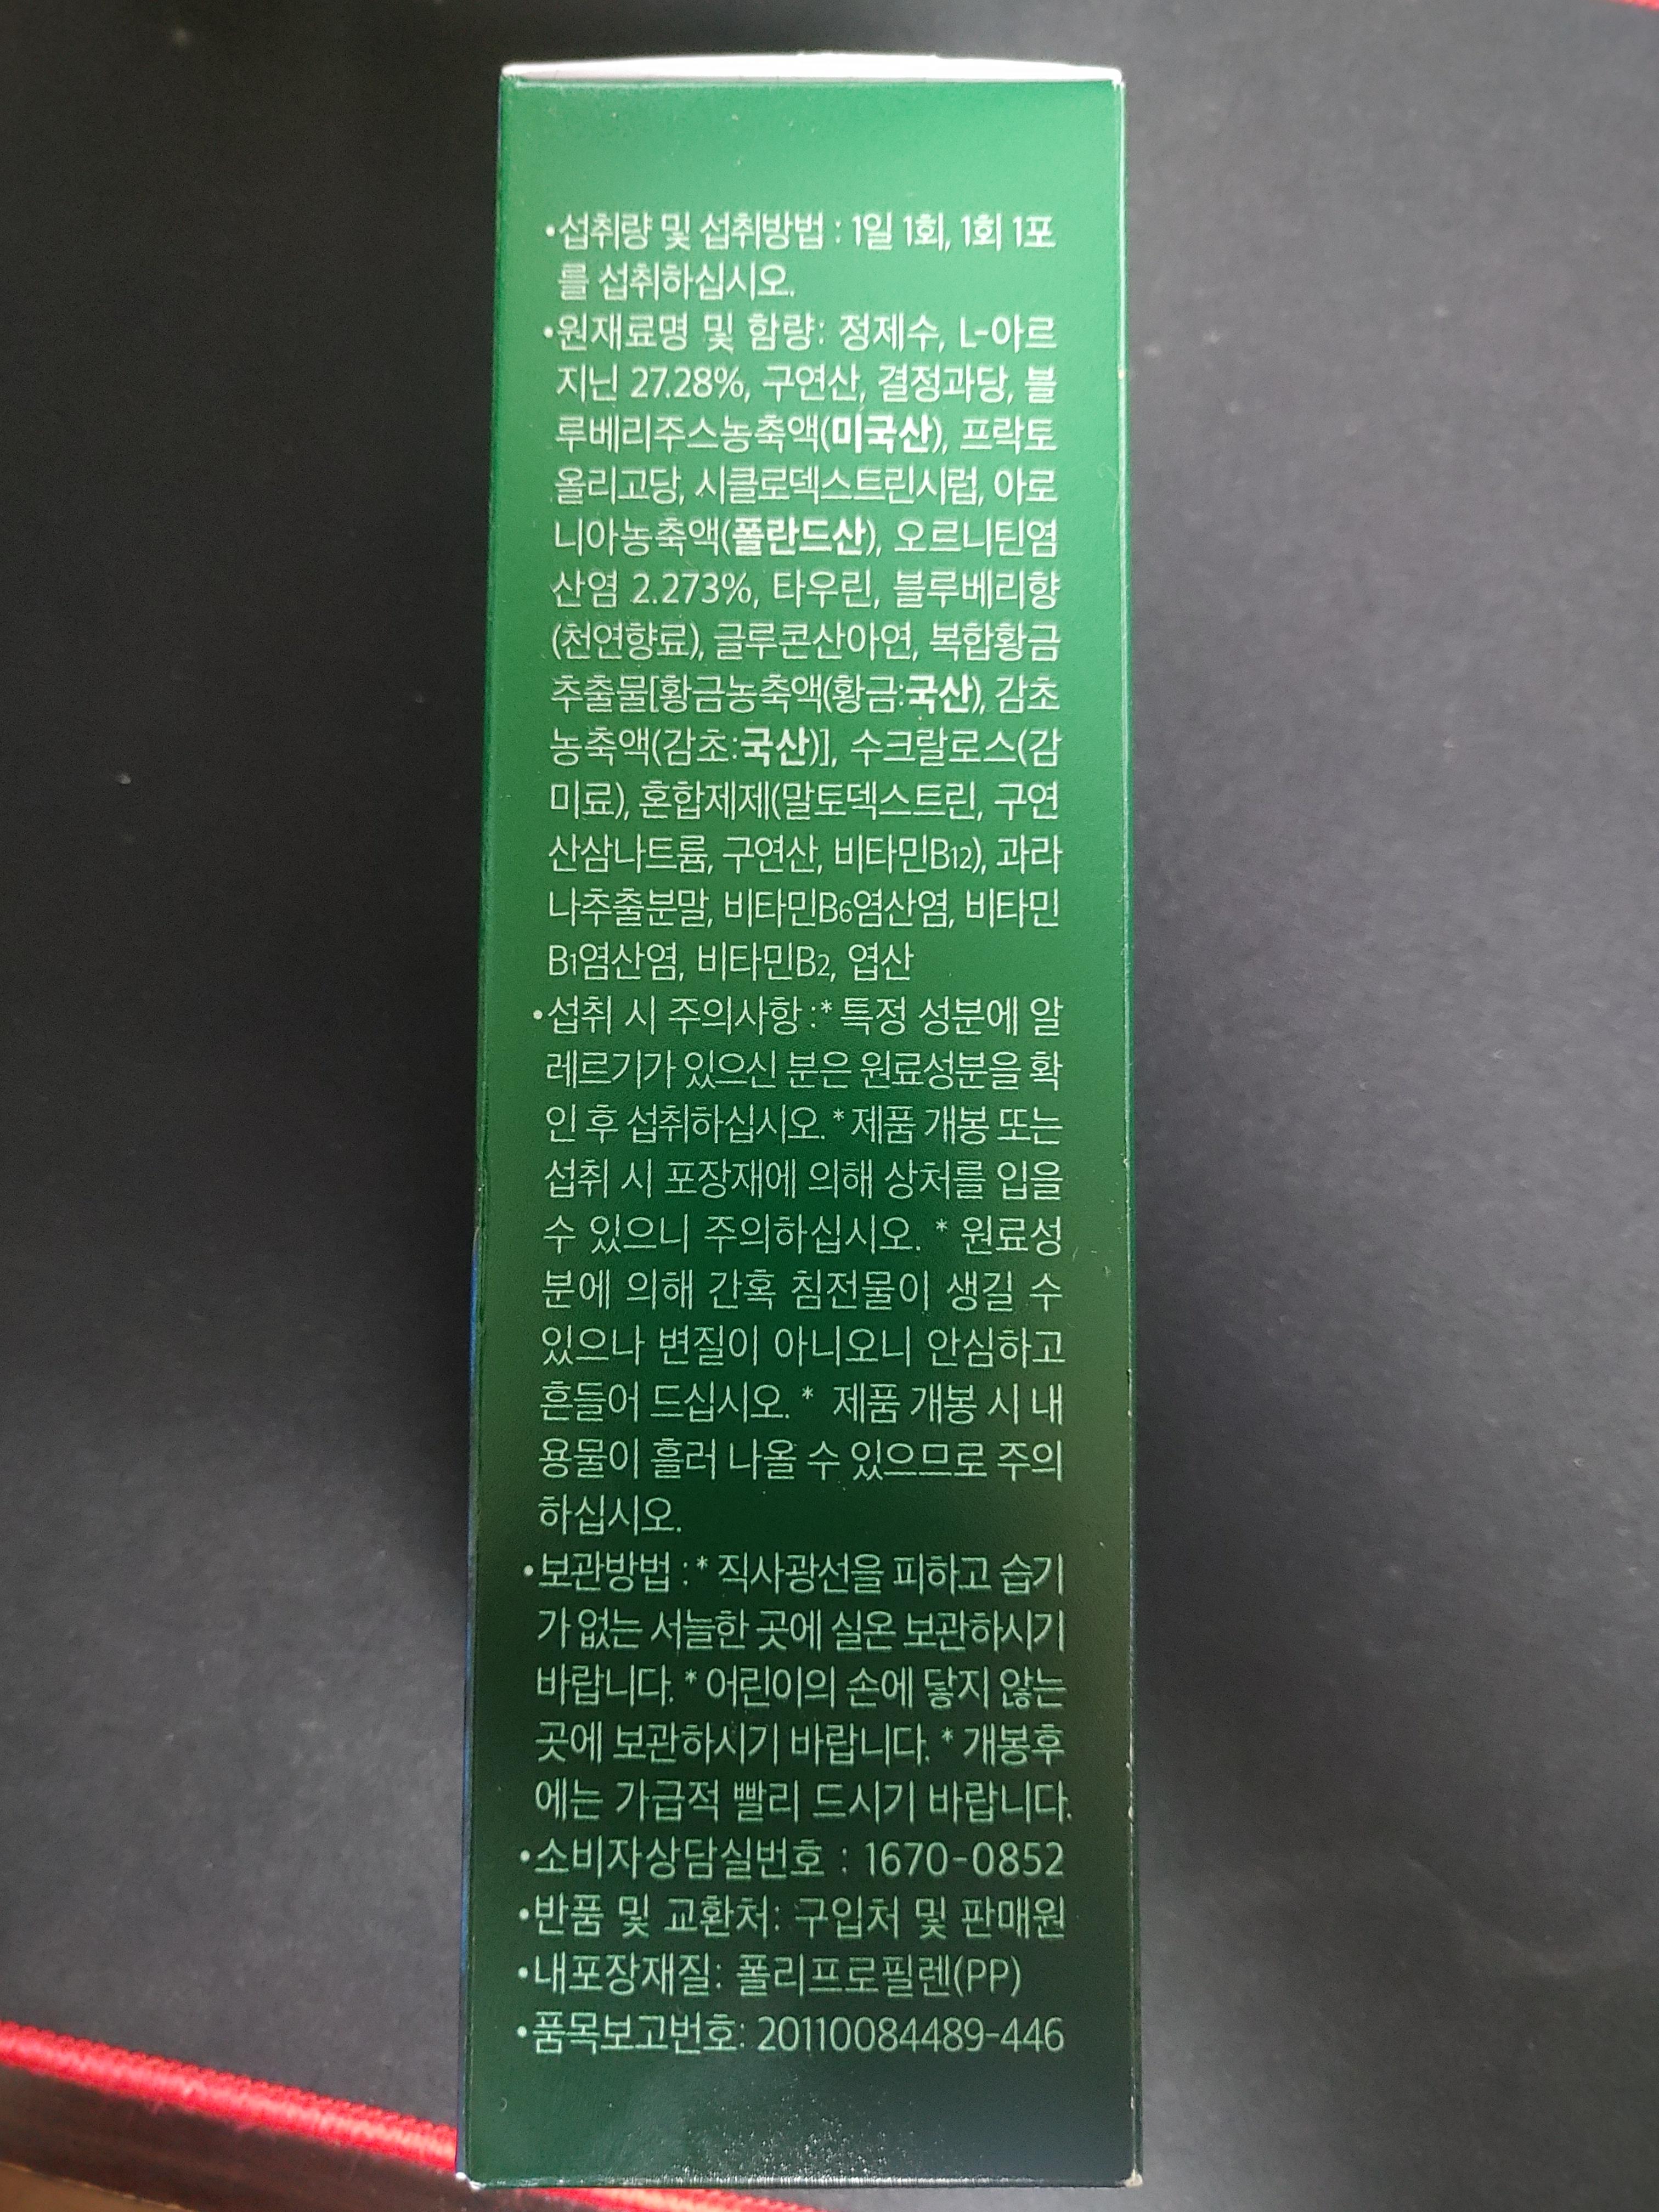 •섭취량 및 섭취방법 : 1일 1회, 1회 1포
를 섭취하십시오.
•원재료명 및 함량: 정제수, L-아르
지닌 27.28%, 구연산, 결정과당, 블
루베리주스농축액(미국산), 프락토
올리고당, 시클로덱스트린시럽, 아로
니아농축액(폴란드산), 오르니틴염
산염 2.273%, 타우린, 블루베리향
(천연향료), 글루콘산아연, 복합황금
추출물[황금농축액(황금:국산), 감초
농축액(감초:국산)], 수크랄로스(감
미료), 혼합제제(말토덱스트린, 구연
산삼나트륨, 구연산, 비타민B12), 과라
나추출분말, 비타민B6염산염, 비타민
B1염산염, 비타민B2, 엽산
•섭취 시 주의사항 :* 특정 성분에 알
레르기가 있으신 분은 원료성분을 확
인 후 섭취하십시오. * 제품 개봉 또는
섭취 시 포장재에 의해 상처를 입을
수 있으니 주의하십시오. * 원료성
분에 의해 간혹 침전물이 생길 수
있으나 변질이 아니오니 안심하고
흔들어 드십시오. * 제품 개봉 시 내
용물이 흘러 나올 수 있으므로 주의
하십시오.
•보관방법 : * 직사광선을 피하고 습기
가 없는 서늘한 곳에 실온 보관하시기
바랍니다. * 어린이의 손에 닿지 않는
곳에 보관하시기 바랍니다. * 개봉후
에는 가급적 빨리 드시기 바랍니다.
•소비자상담실번호 : 1670-0852
•반품 및 교환처: 구입처 및 판매원
•내포장재질: 폴리프로필렌(PP)
•품목보고번호: 20110084489-446